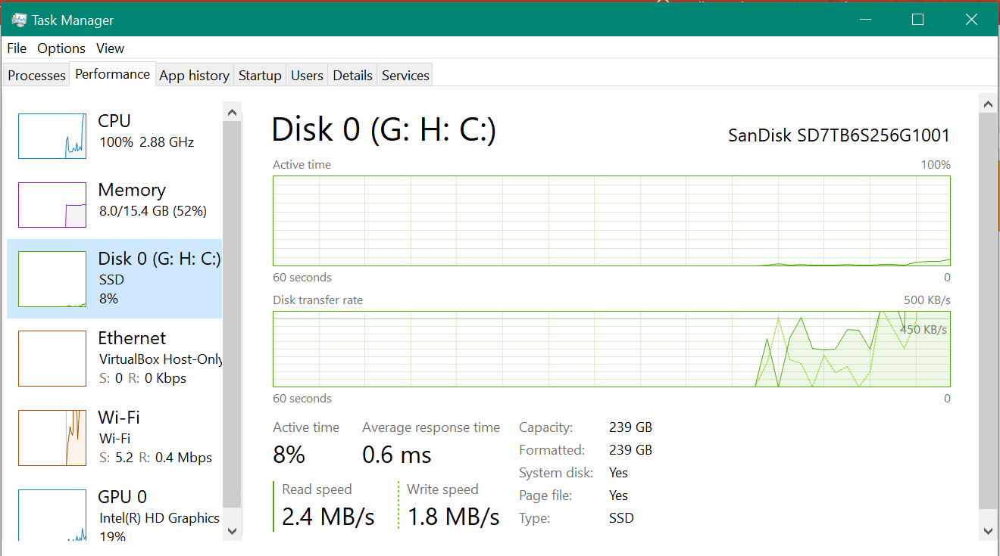 Task Manager
File Options View
Processes Performance App history Startup Users Details Services
CPU
100% 2.88 GHz
Memory
8.0/15.4 GB (52%)
Disk 0 (G: H: C:)
SSD
8%
Ethernet
VirtualBox Host-Only
S: 0 R: 0 Kbps
Wi-Fi
Wi-Fi
S: 5.2 R: 0.4 Mbps
GPU 0
Intel(R) HD Graphics
19%
Disk 0 (G: H: C:)
SanDisk SD7TB6S256G1001
Active time 100%
60 seconds 0
Disk transfer rate 500 KB/s
450 KB/s
60 seconds 0
Active time
8%
Average response time
0.6 ms
Read speed
2.4 MB/s
Write speed
1.8 MB/s
Capacity: 239 GB
Formatted: 239 GB
System disk: Yes
Page file: Yes
Type: SSD